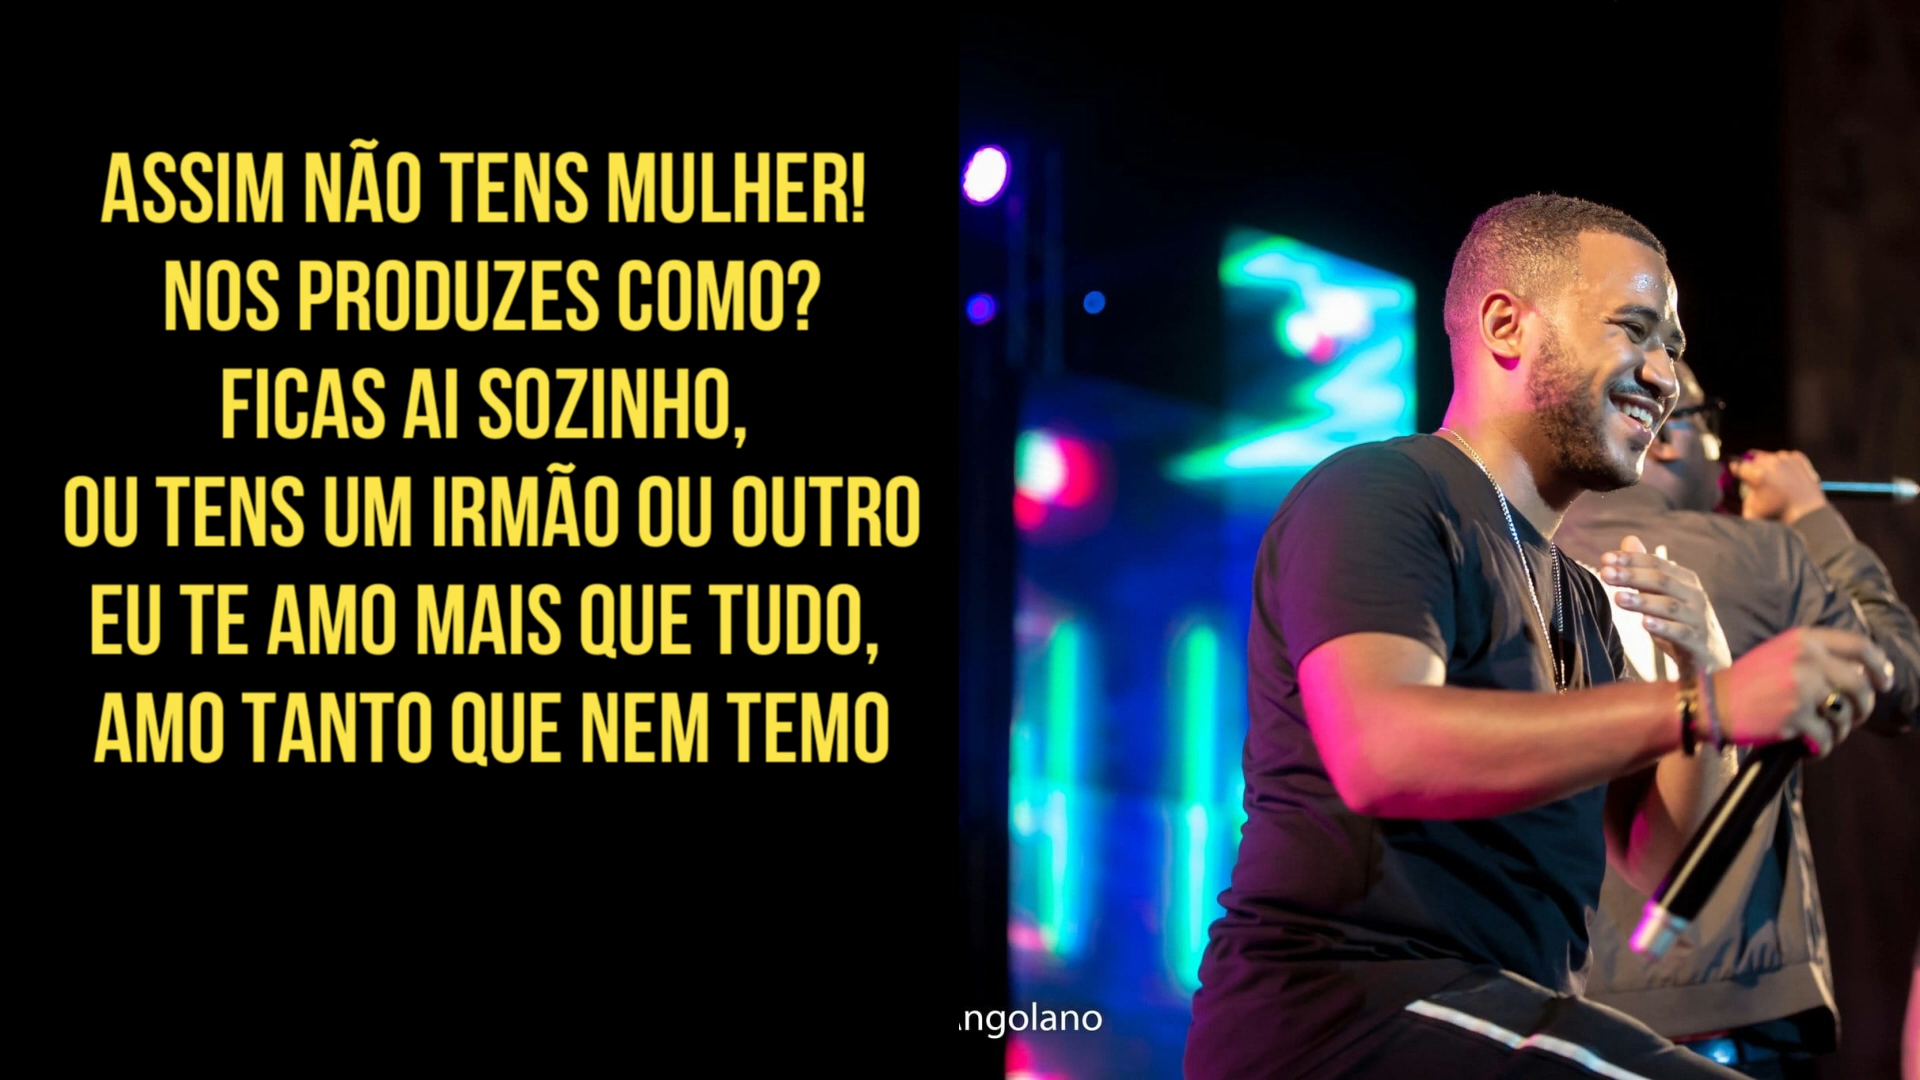 ASSIM NÃO TENS MULHER!
NOS PRODUZES COMO?
FICAS AI SOZINHO,
OU TENS UM IRMÃO OU OUTRO
EU TE AMO MAIS QUE TUDO,
AMO TANTO QUE NEM TEMO
ngolano